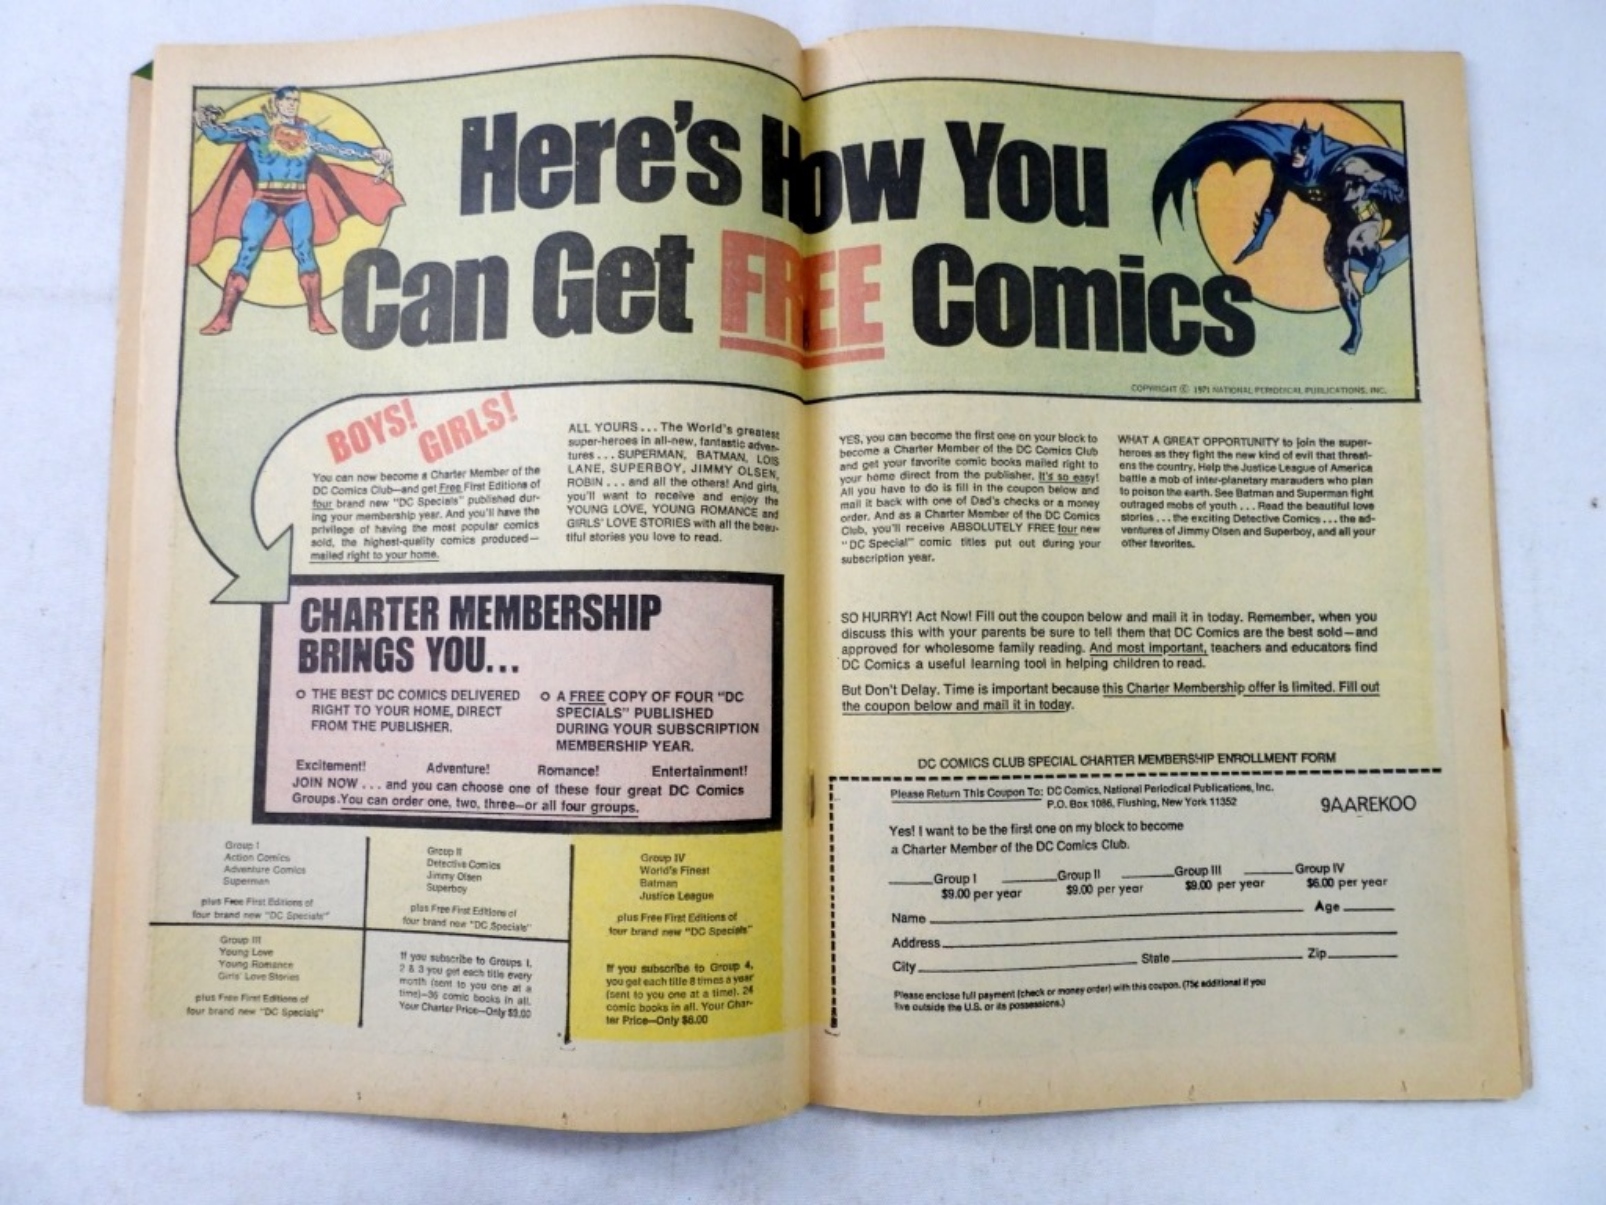 Here's How You
Can Get FREE Comics
COPYRIGHT © 1971 NATIONAL PERIODICAL PUBLICATIONS, INC.
BOYS!
GIRLS!
You can now become a Charter Member of the
DC Comics Club—and get Free First Editions of
four brand new "DC Specials" published dur-
ing your membership year. And you'll have the
privilege of having the most popular comics
sold, the highest-quality comics produced—
mailed right to your home.
ALL YOURS... The World's greatest
super-heroes in all-new, fantastic adven-
tures... SUPERMAN, BATMAN, LOIS
LANE, SUPERBOY, JIMMY OLSEN,
ROBIN... and all the others! And girls,
you'll want to receive and enjoy the
YOUNG LOVE, YOUNG ROMANCE and
GIRLS' LOVE STORIES with all the beau-
tiful stories you love to read.
YES, you can become the first one on your block to
become a Charter Member of the DC Comics Club
and get your favorite comic books mailed right to
your home direct from the publisher. It's so easy!
All you have to do is fill in the coupon below and
mail it back with one of Dad's checks or a money
order. And as a Charter Member of the DC Comics
Club, you'll receive ABSOLUTELY FREE four new
"DC Special" comic titles put out during your
subscription year.
WHAT A GREAT OPPORTUNITY to join the super-
heroes as they fight the new kind of evil that threat-
ens the country. Help the Justice League of America
battle a mob of inter-planetary marauders who plan
to poison the earth. See Batman and Superman fight
outraged mobs of youth... Read the beautiful love
stories... the exciting Detective Comics... the ad-
ventures of Jimmy Olsen and Superboy, and all your
other favorites.
CHARTER MEMBERSHIP
BRINGS YOU...
O THE BEST DC COMICS DELIVERED
RIGHT TO YOUR HOME, DIRECT
FROM THE PUBLISHER.
O A FREE COPY OF FOUR "DC
SPECIALS" PUBLISHED
DURING YOUR SUBSCRIPTION
MEMBERSHIP YEAR.
Excitement! Adventure! Romance! Entertainment!
JOIN NOW... and you can choose one of these four great DC Comics
Groups. You can order one, two, three—or all four groups.
Group I
Action Comics
Adventure Comics
Superman
plus Free First Editions of
four brand new "DC Specials"
Group II
Detective Comics
Jimmy Olsen
Superboy
plus Free First Editions of
four brand new "DC Specials"
Group IV
World's Finest
Batman
Justice League
plus Free First Editions of
four brand new "DC Specials"
Group III
Young Love
Young Romance
Girls' Love Stories
plus Free First Editions of
four brand new "DC Specials"
If you subscribe to Groups 1,
2 & 3 you get each title every
month (sent to you one at a
time)—36 comic books in all.
Your Charter Price—Only $9.00
If you subscribe to Group 4,
you get each title 8 times a year
(sent to you one at a time). 24
comic books in all. Your Char-
ter Price—Only $6.00
SO HURRY! Act Now! Fill out the coupon below and mail it in today. Remember, when you
discuss this with your parents be sure to tell them that DC Comics are the best sold—and
approved for wholesome family reading. And most important, teachers and educators find
DC Comics a useful learning tool in helping children to read.
But Don't Delay. Time is important because this Charter Membership offer is limited. Fill out
the coupon below and mail it in today.
DC COMICS CLUB SPECIAL CHARTER MEMBERSHIP ENROLLMENT FORM
Please Return This Coupon To: DC Comics, National Periodical Publications, Inc.
P.O. Box 1086, Flushing, New York 11352
9AAREKOO
Yes! I want to be the first one on my block to become
a Charter Member of the DC Comics Club.
Group I Group II Group III Group IV
$9.00 per year $9.00 per year $9.00 per year $6.00 per year
Name Age
Address
City State Zip
Please enclose full payment (check or money order) with this coupon. (75¢ additional if you
live outside the U.S. or its possessions.)